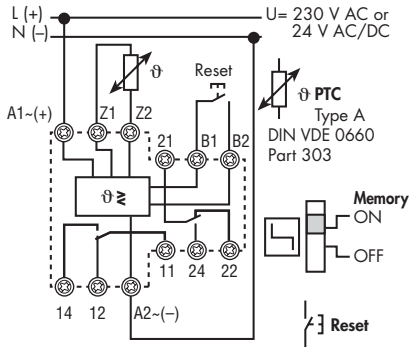 L (+)
N (–)
U= 230 V AC or
24 V AC/DC
ϑ
Reset
ϑ PTC
Type A
DIN VDE 0660
Part 303
A1~(+)
Z1
Z2
21
B1
B2
ϑ ≥
Memory
ON
OFF
11
24
22
14
12
A2~(–)
Reset